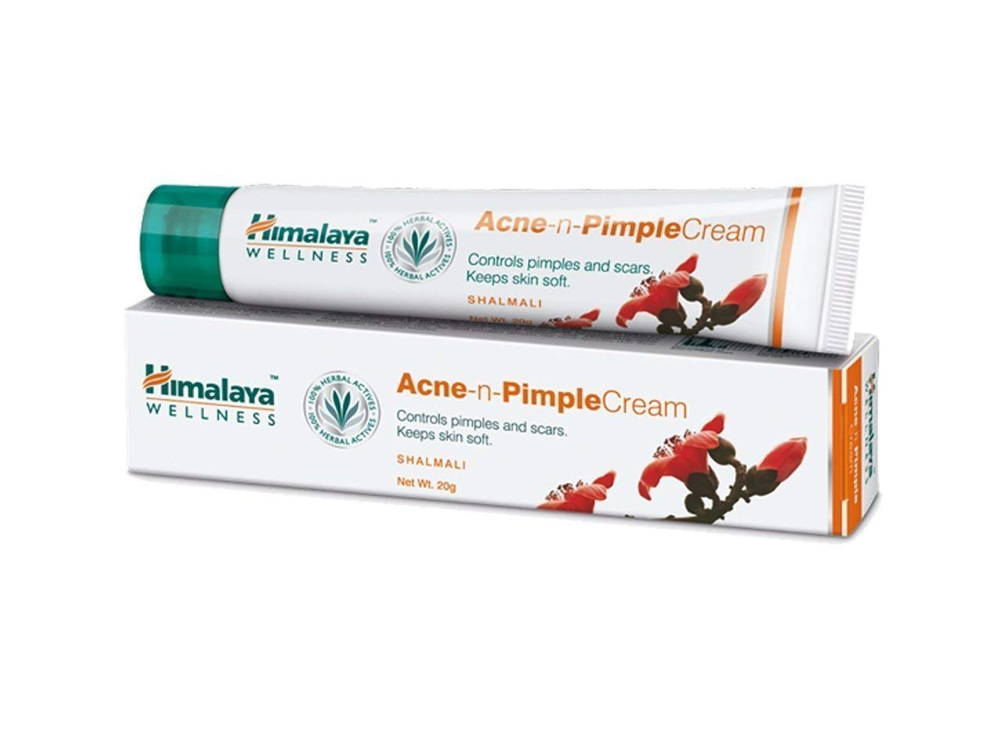 Himalaya™
WELLNESS
100% HERBAL ACTIVES
100% HERBAL ACTIVES
Acne-n-PimpleCream
Controls pimples and scars.
Keeps skin soft.
SHALMALI
Net Wt. 20g
Himalaya™
WELLNESS
100% HERBAL ACTIVES
100% HERBAL ACTIVES
Acne-n-PimpleCream
Controls pimples and scars.
Keeps skin soft.
SHALMALI
Net Wt. 20g
Himalaya
WELLNESS
Acne-n-Pimple
Cream